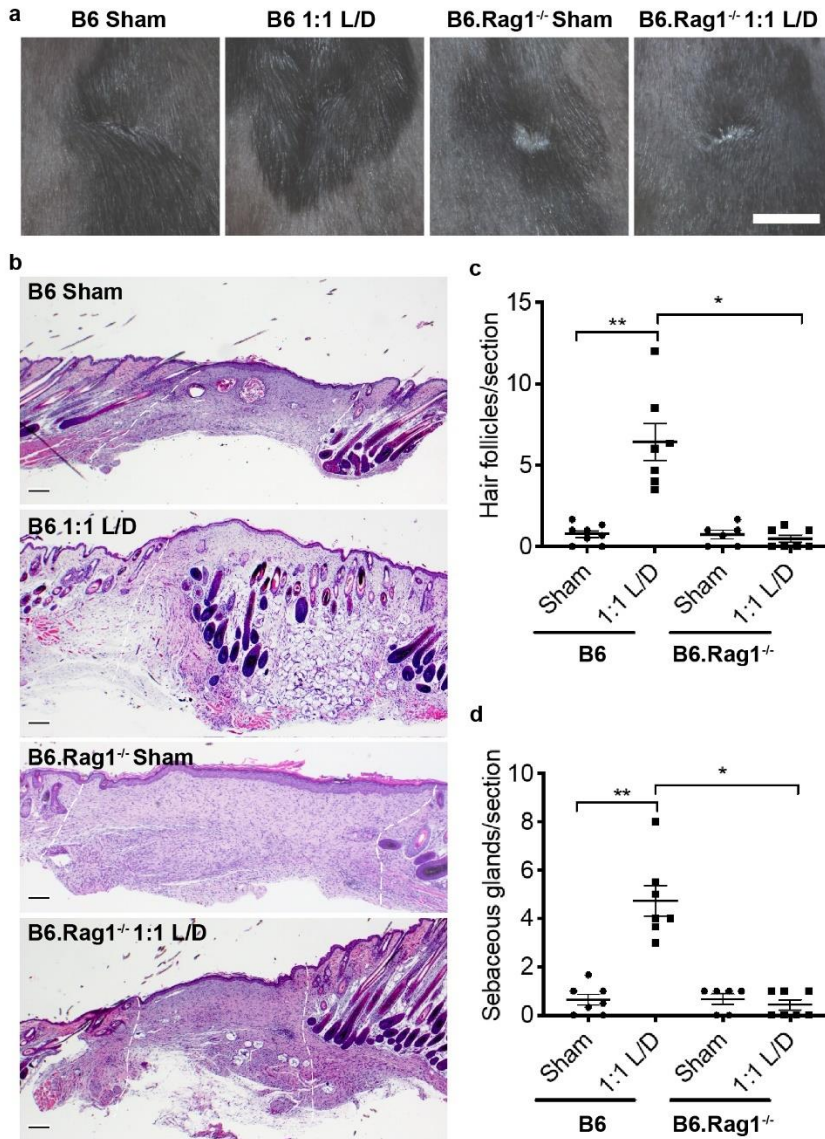 a
B6 Sham
B6 1:1 L/D
B6.Rag1-/- Sham
B6.Rag1-/- 1:1 L/D
b
B6 Sham
B6 1:1 L/D
B6.Rag1-/- Sham
B6.Rag1-/- 1:1 L/D
c
Hair follicles/section
15
10
5
0
**
*
Sham
1:1 L/D
Sham
1:1 L/D
B6
B6.Rag1-/-
d
Sebaceous glands/section
10
8
6
4
2
0
**
*
Sham
1:1 L/D
Sham
1:1 L/D
B6
B6.Rag1-/-